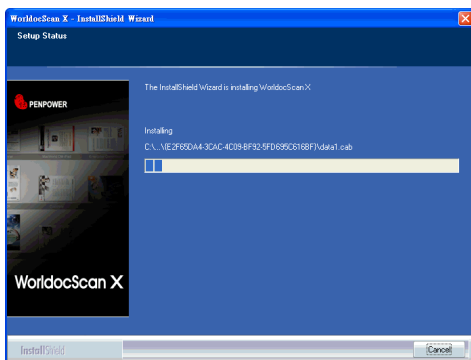 WorldocScan X - InstallShield Wizard
Setup Status
The InstallShield Wizard is installing WorldocScan X
PENPOWER
Installing
C:\...\{E2F65DA4-3CAC-4C09-BF92-5FD695C616BF}\data1.cab
WorldocScan X
InstallShield
Cancel